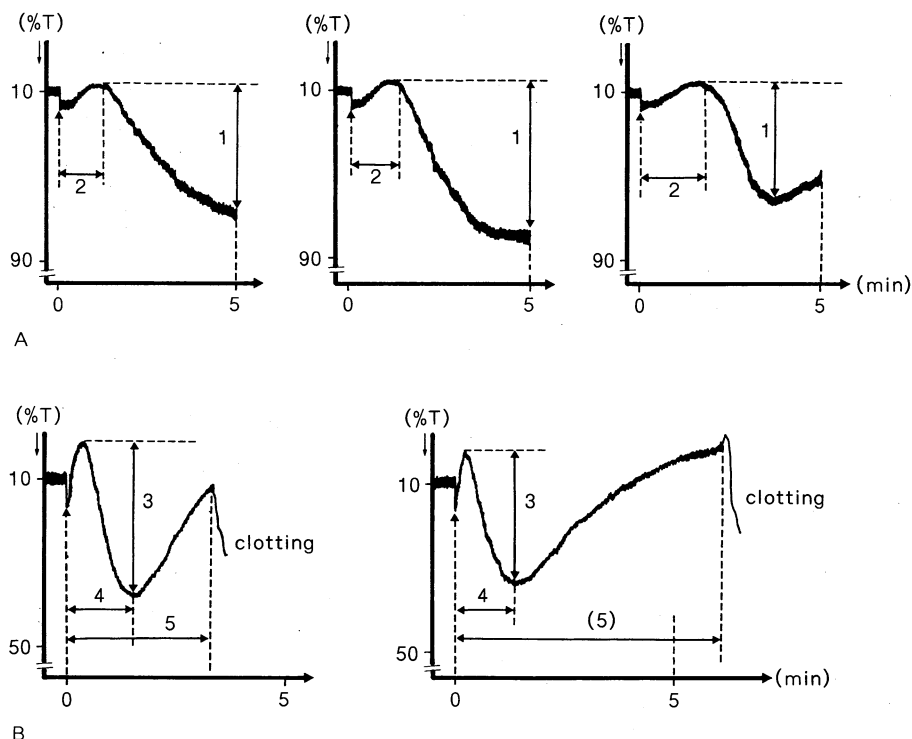 (%T) (%T) (%T)
10 10 10
1 1 1
2 2 2
90 90 90
0 5 0 5 0 5 (min)
A
(%T) (%T)
10 10
3 3
clotting clotting
4 4
5 (5)
50 50
0 5 0 5 (min)
B